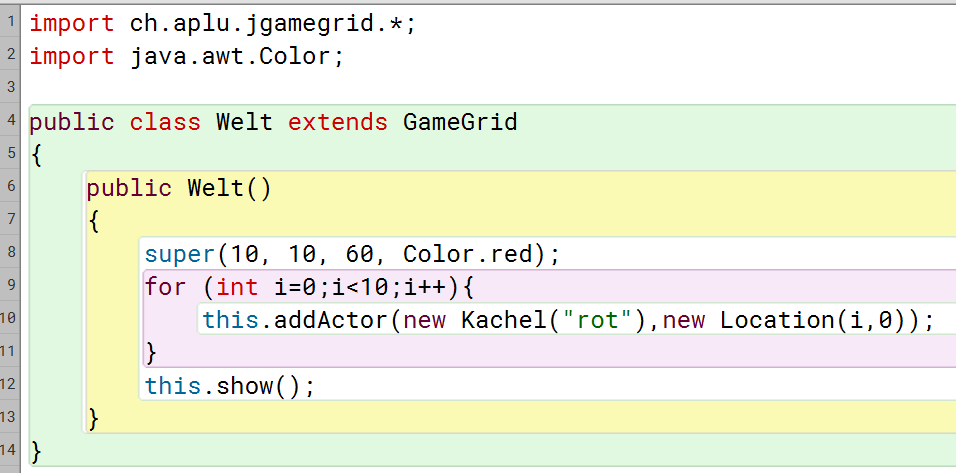 1 import ch.aplu.jgamegrid.*;
2 import java.awt.Color;
3
4 public class Welt extends GameGrid
5 {
6 public Welt()
7 {
8 super(10, 10, 60, Color.red);
9 for (int i=0;i<10;i++){
10 this.addActor(new Kachel("rot"),new Location(i,0));
11 }
12 this.show();
13 }
14 }